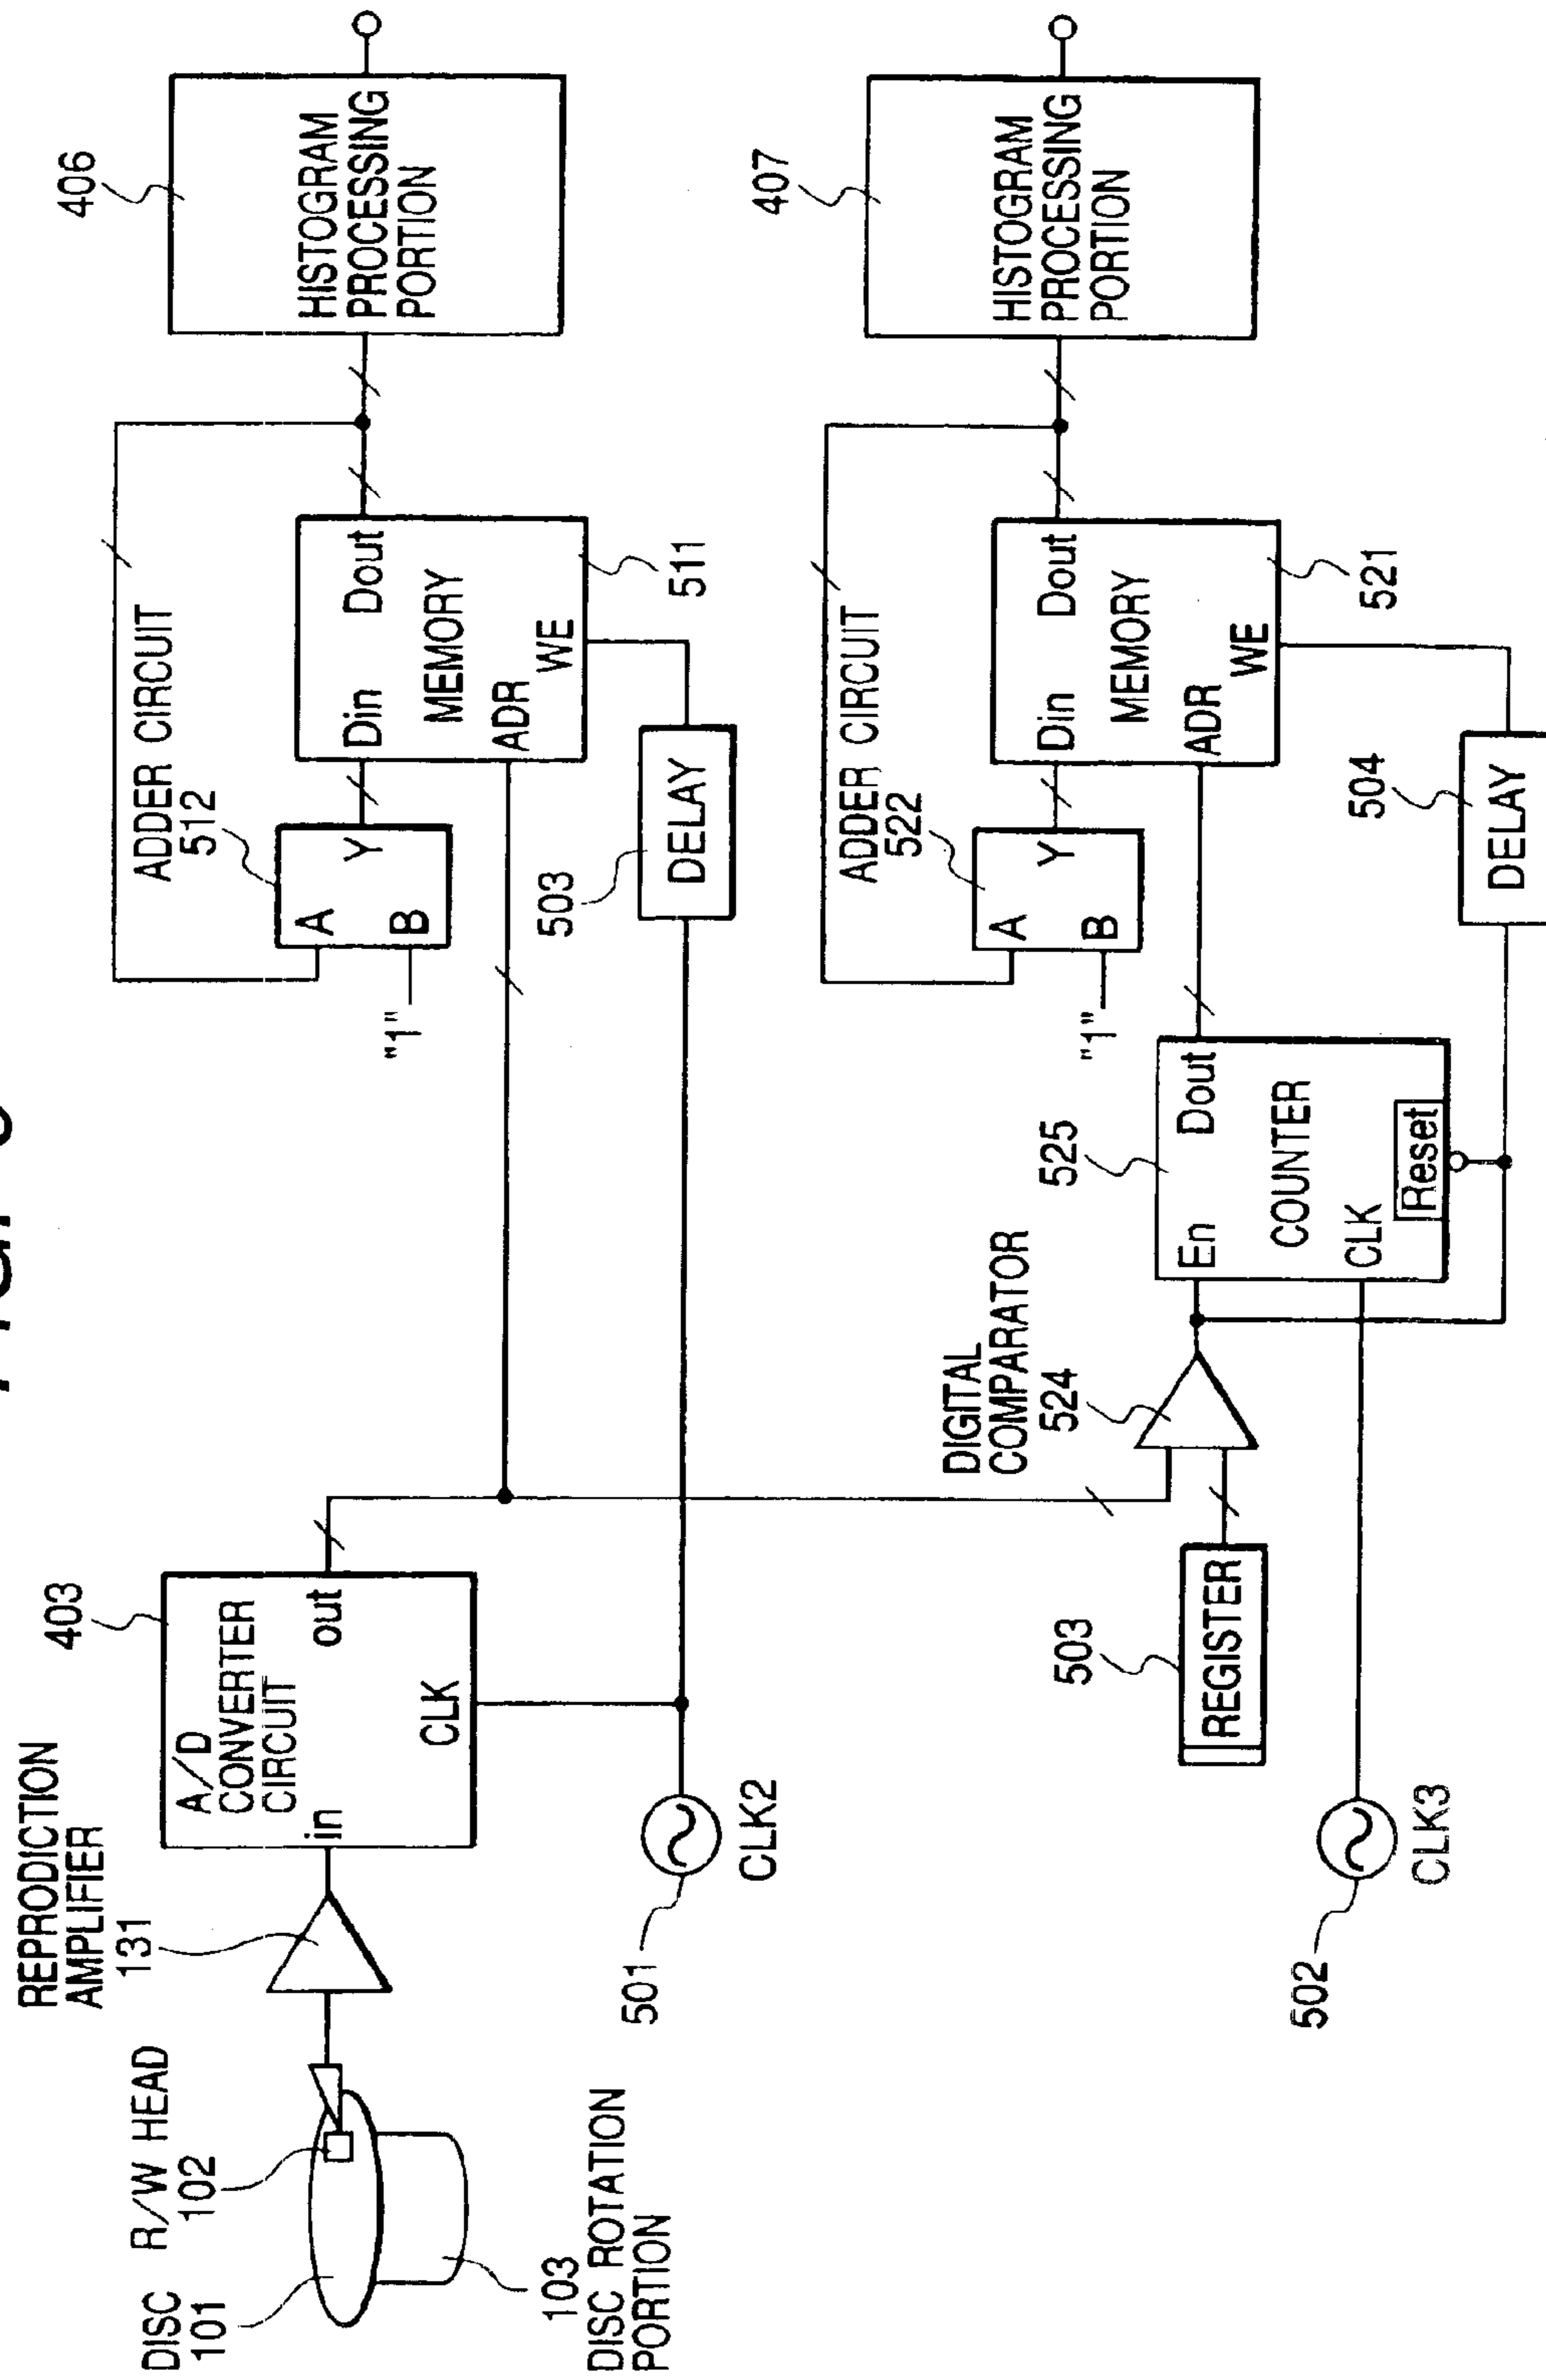 DISC
101
R/W HEAD
102
103
DISC ROTATION
PORTION
REPRODICTION
AMPLIFIER
131
403
A/D
CONVERTER
CIRCUIT
in
out
CLK
501
CLK2
ADDER CIRCUIT
512
A
B
Y
"1"
503
DELAY
Din
Dout
MEMORY
ADR
WE
511
406
HISTOGRAM
PROCESSING
PORTION
502
CLK3
503
REGISTER
DIGITAL
COMPARATOR
524
525
En
Dout
COUNTER
CLK
Reset
ADDER CIRCUIT
522
A
B
Y
"1"
504
DELAY
Din
Dout
MEMORY
ADR
WE
521
407
HISTOGRAM
PROCESSING
PORTION